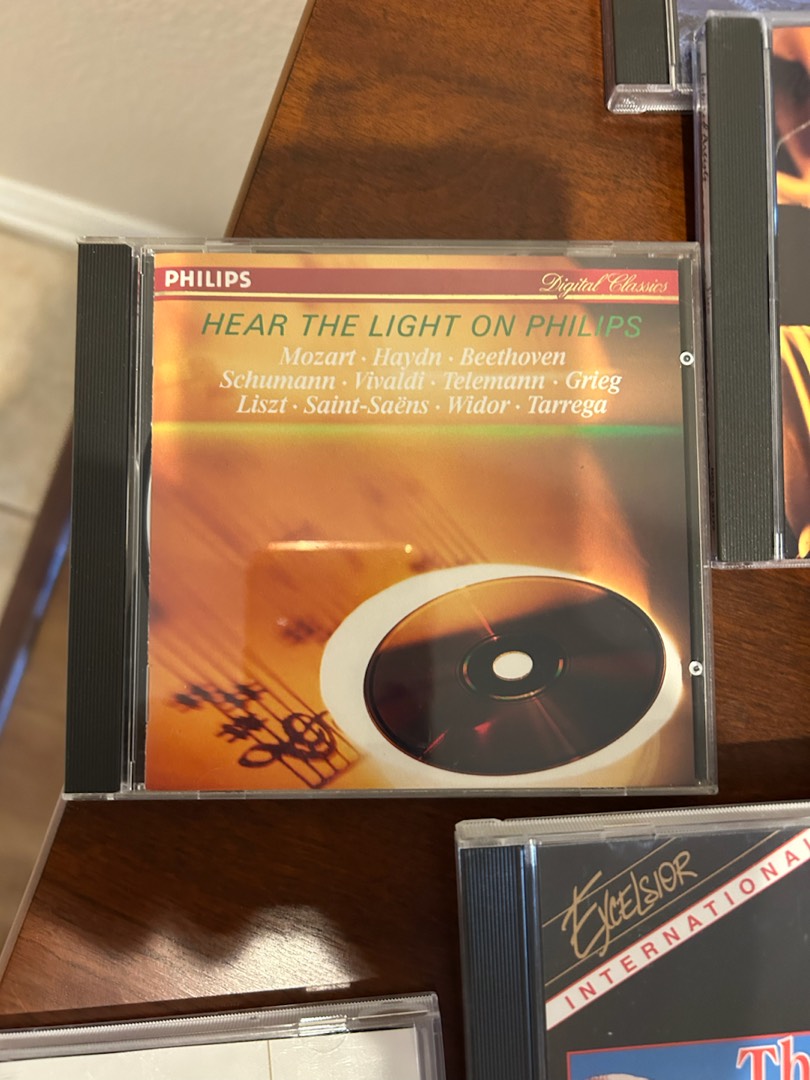 PHILIPS
Digital Classics
HEAR THE LIGHT ON PHILIPS
Mozart · Haydn · Beethoven
Schumann · Vivaldi · Telemann · Grieg
Liszt · Saint-Saëns · Widor · Tarrega
EXCELSIOR
INTERNATIONAL
Th